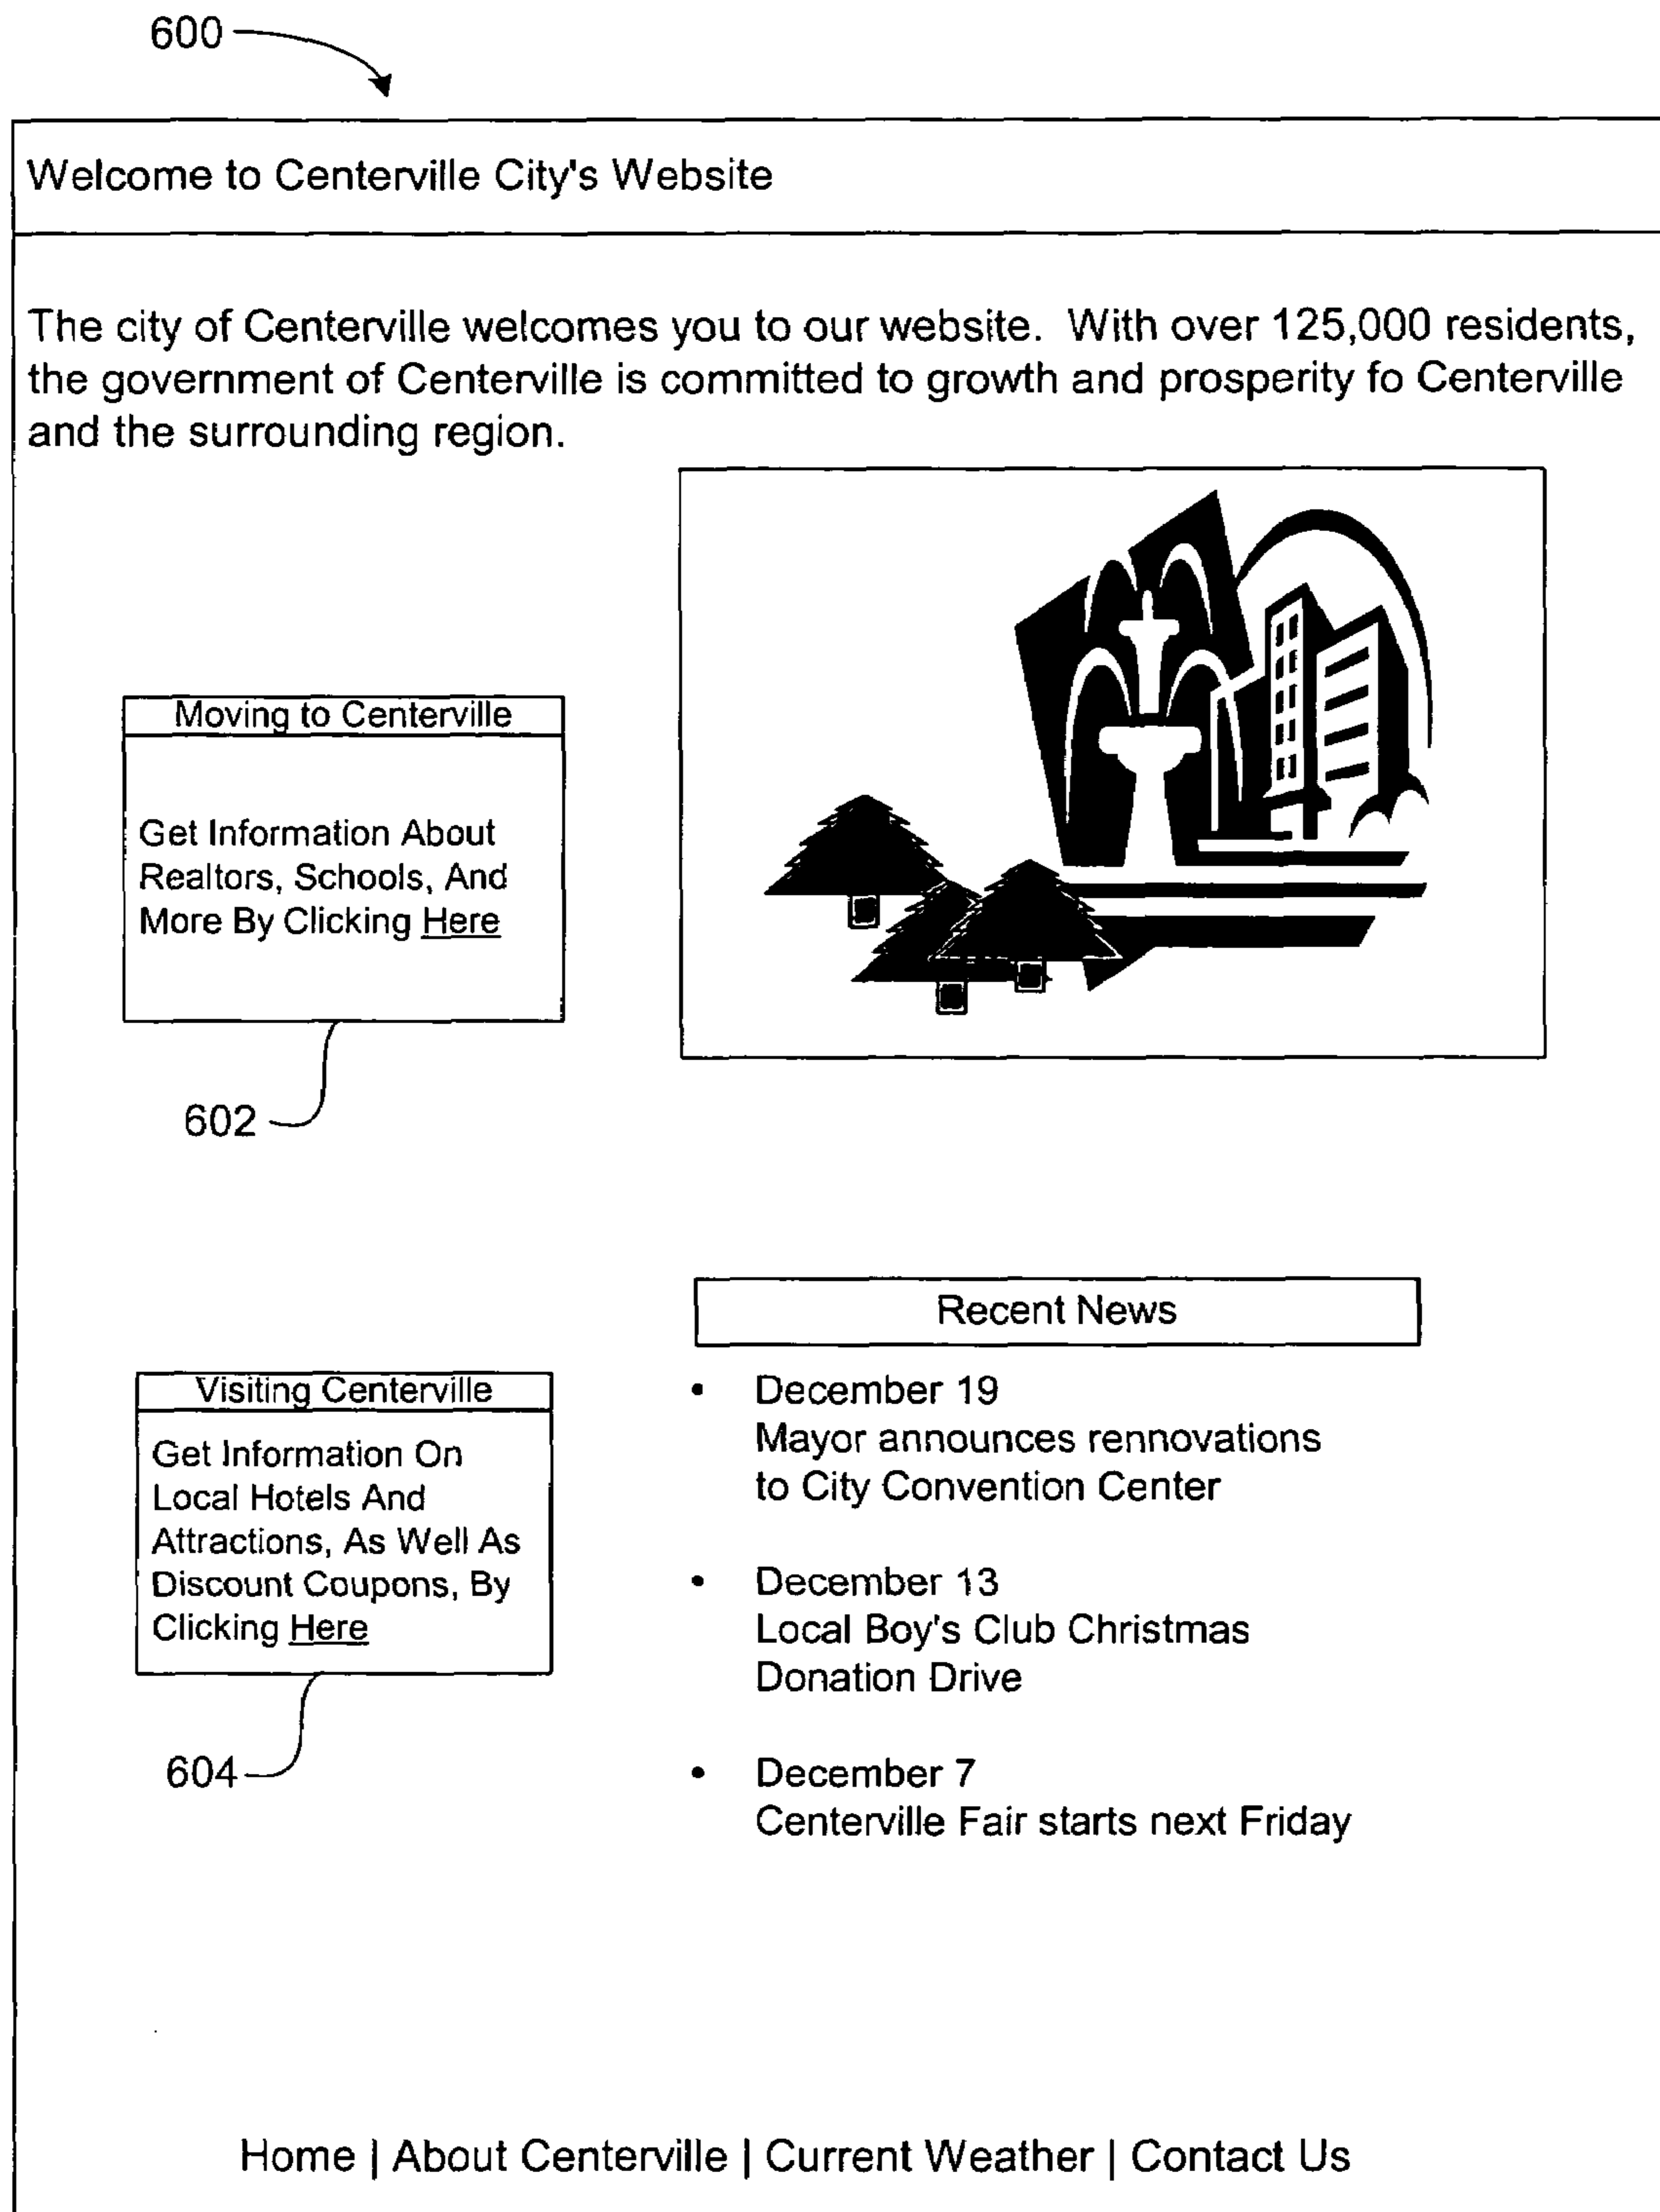 600
Welcome to Centerville City's Website
The city of Centerville welcomes you to our website.  With over 125,000 residents,
the government of Centerville is committed to growth and prosperity fo Centerville
and the surrounding region.
Moving to Centerville
Get Information About
Realtors, Schools, And
More By Clicking Here
602
Visiting Centerville
Get Information On
Local Hotels And
Attractions, As Well As
Discount Coupons, By
Clicking Here
604
Recent News
• December 19
Mayor announces rennovations
to City Convention Center
• December 13
Local Boy's Club Christmas
Donation Drive
• December 7
Centerville Fair starts next Friday
Home | About Centerville | Current Weather | Contact Us